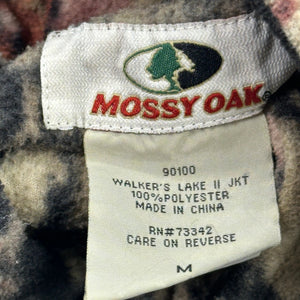 MOSSY OAK
90100
WALKER'S LAKE II JKT
100%POLYESTER
MADE IN CHINA
RN#73342
CARE ON REVERSE
M